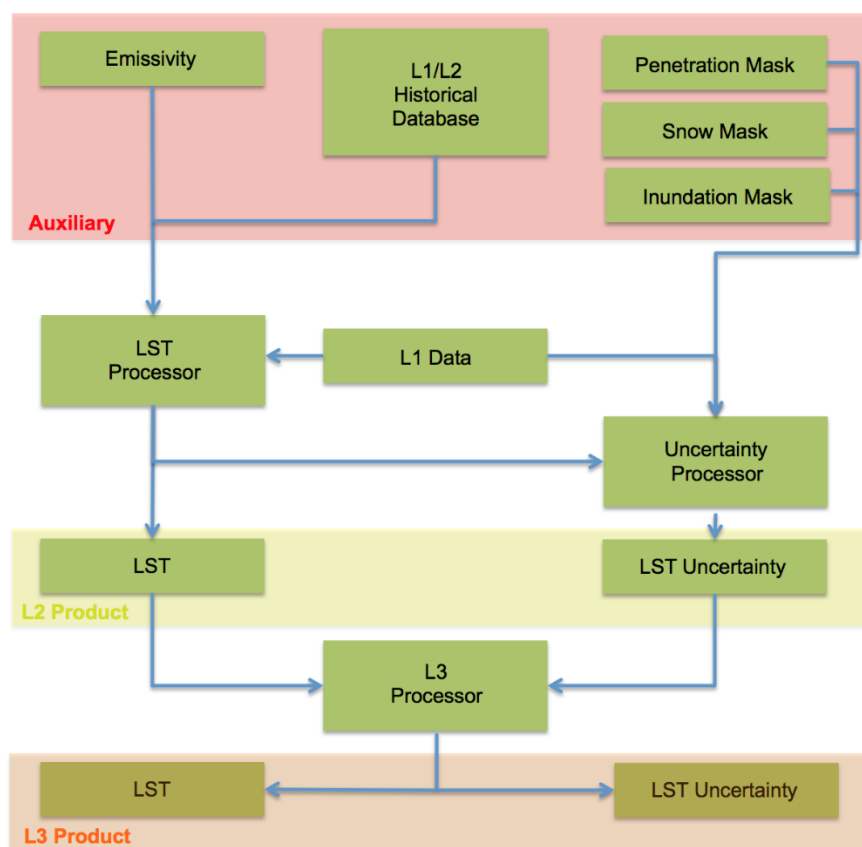 Emissivity
L1/L2
Historical
Database
Penetration Mask
Snow Mask
Inundation Mask
Auxiliary
LST
Processor
L1 Data
Uncertainty
Processor
LST
LST Uncertainty
L2 Product
L3
Processor
LST
LST Uncertainty
L3 Product